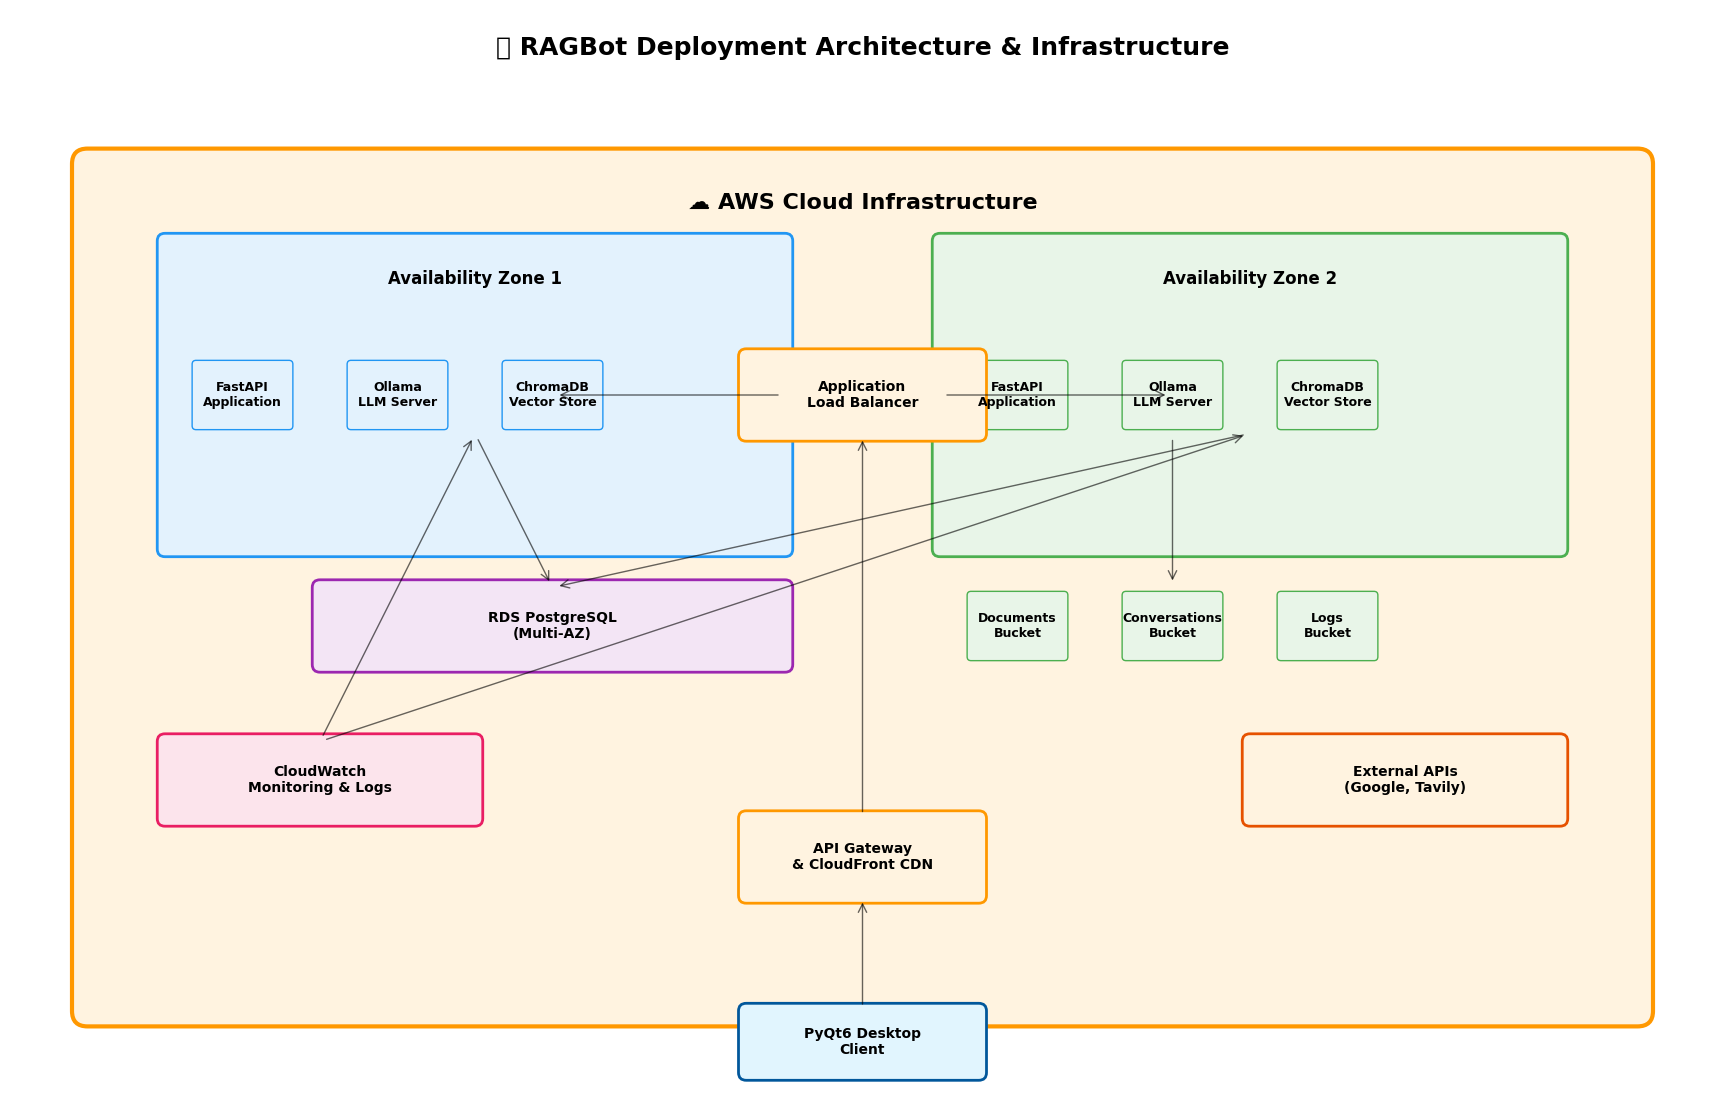 RAGBot Deployment Architecture & Infrastructure
☁ AWS Cloud Infrastructure
Availability Zone 1
Availability Zone 2
FastAPI
Application
Ollama
LLM Server
ChromaDB
Vector Store
Application
Load Balancer
FastAPI
Application
Ollama
LLM Server
ChromaDB
Vector Store
RDS PostgreSQL
(Multi-AZ)
Documents
Bucket
Conversations
Bucket
Logs
Bucket
CloudWatch
Monitoring & Logs
External APIs
(Google, Tavily)
API Gateway
& CloudFront CDN
PyQt6 Desktop
Client